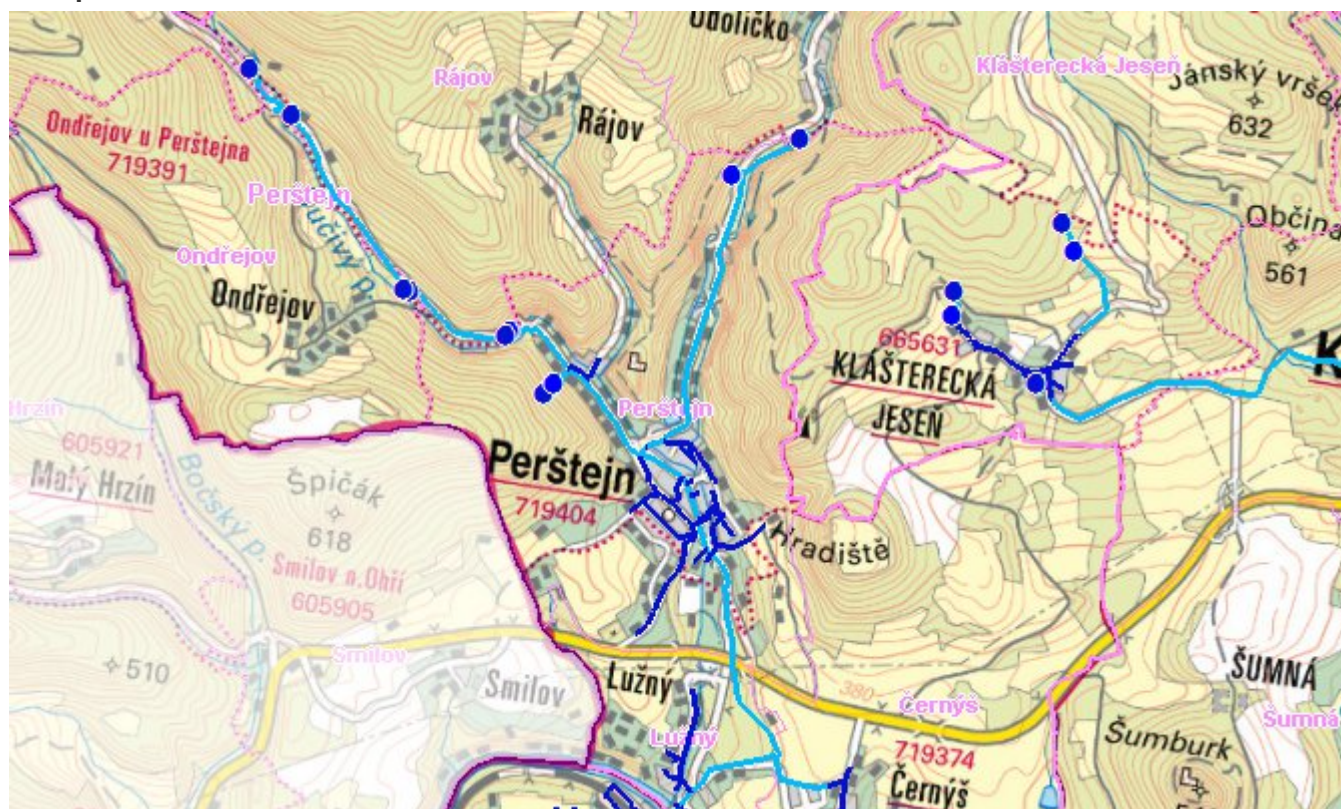 Údolíčko
Klášterecká Jeseň
Jánský vršek
632
Rájov
Rájov
Ondřejov u Perštejna
719391
Perštejn
Lučivý p.
Občina
561
Ondřejov
Ondřejov
665631
KLÁŠTERECKÁ
JESEŇ
K
Perštejn
Hrzín
605921
Malý Hrzín
Bočský p.
Špičák
618
Perštejn
719404
Hradiště
Smilov n.Ohří
605905
510
Smilov
Smilov
Lužný
Lužný
380
Černýš
719374
Černýš
ŠUMNÁ
Šumná
Šumburk